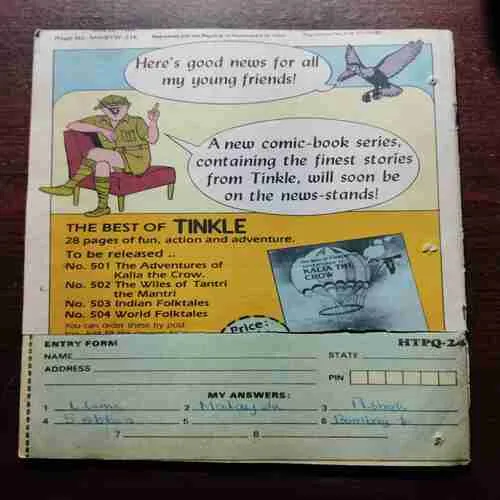 Here's good news for all
my young friends!
A new comic-book series,
containing the finest stories
from Tinkle, will soon be
on the news-stands!
THE BEST OF TINKLE
28 pages of fun, action and adventure.
To be released ..
No. 501 The Adventures of
Kalia the Crow.
No. 502 The Wiles of Tantri
the Mantri
No. 503 Indian Folktales
No. 504 World Folktales
You can order these by post
KALIA THE
CROW
Price:
ENTRY FORM HTPQ-24
NAME STATE
ADDRESS
PIN
MY ANSWERS:
1 2 3 Ashok
4 5 6 Bombay
7 8